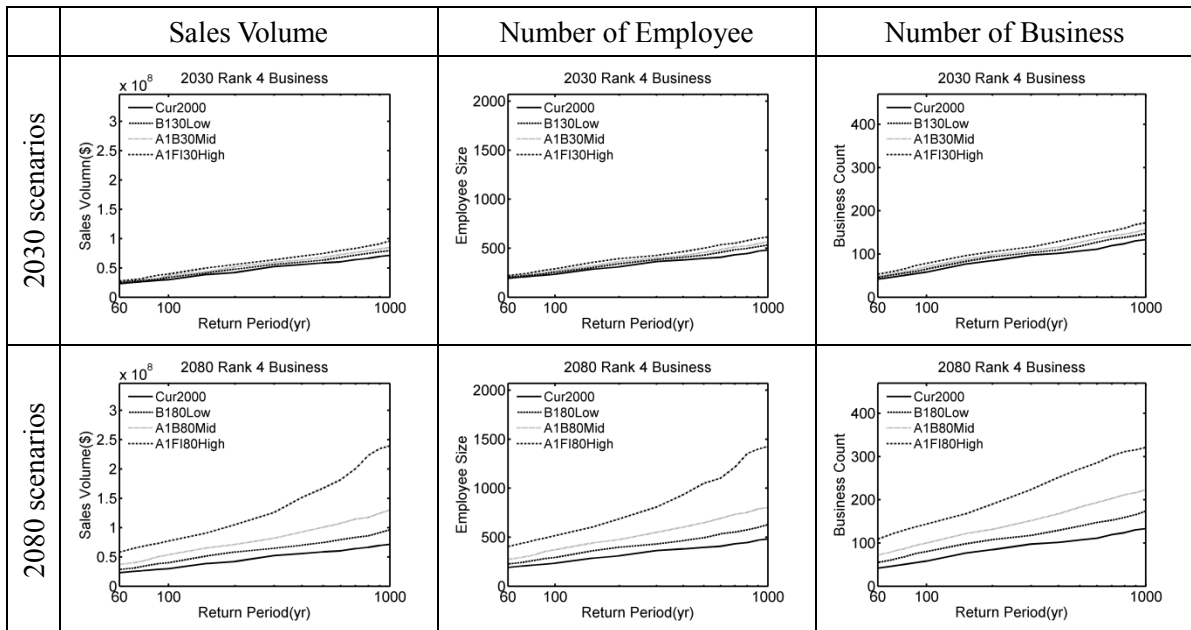 Sales Volume
Number of Employee
Number of Business
2030 scenarios
2030 Rank 4 Business
x 10^8
Sales Volumn($)
3
2.5
2
1.5
1
0.5
0
Cur2000
B130Low
A1B30Mid
A1FI30High
60 100 1000
Return Period(yr)
2030 Rank 4 Business
Employee Size
2000
1500
1000
500
0
Cur2000
B130Low
A1B30Mid
A1FI30High
60 100 1000
Return Period(yr)
2030 Rank 4 Business
Business Count
400
300
200
100
0
Cur2000
B130Low
A1B30Mid
A1FI30High
60 100 1000
Return Period(yr)
2080 scenarios
2080 Rank 4 Business
x 10^8
Sales Volume($)
3
2.5
2
1.5
1
0.5
0
Cur2000
B180Low
A1B80Mid
A1FI80High
60 100 1000
Return Period(yr)
2080 Rank 4 Business
Employee Size
2000
1500
1000
500
0
Cur2000
B180Low
A1B80Mid
A1FI80High
60 100 1000
Return Period(yr)
2080 Rank 4 Business
Business Count
400
300
200
100
0
Cur2000
B180Low
A1B80Mid
A1FI80High
60 100 1000
Return Period(yr)